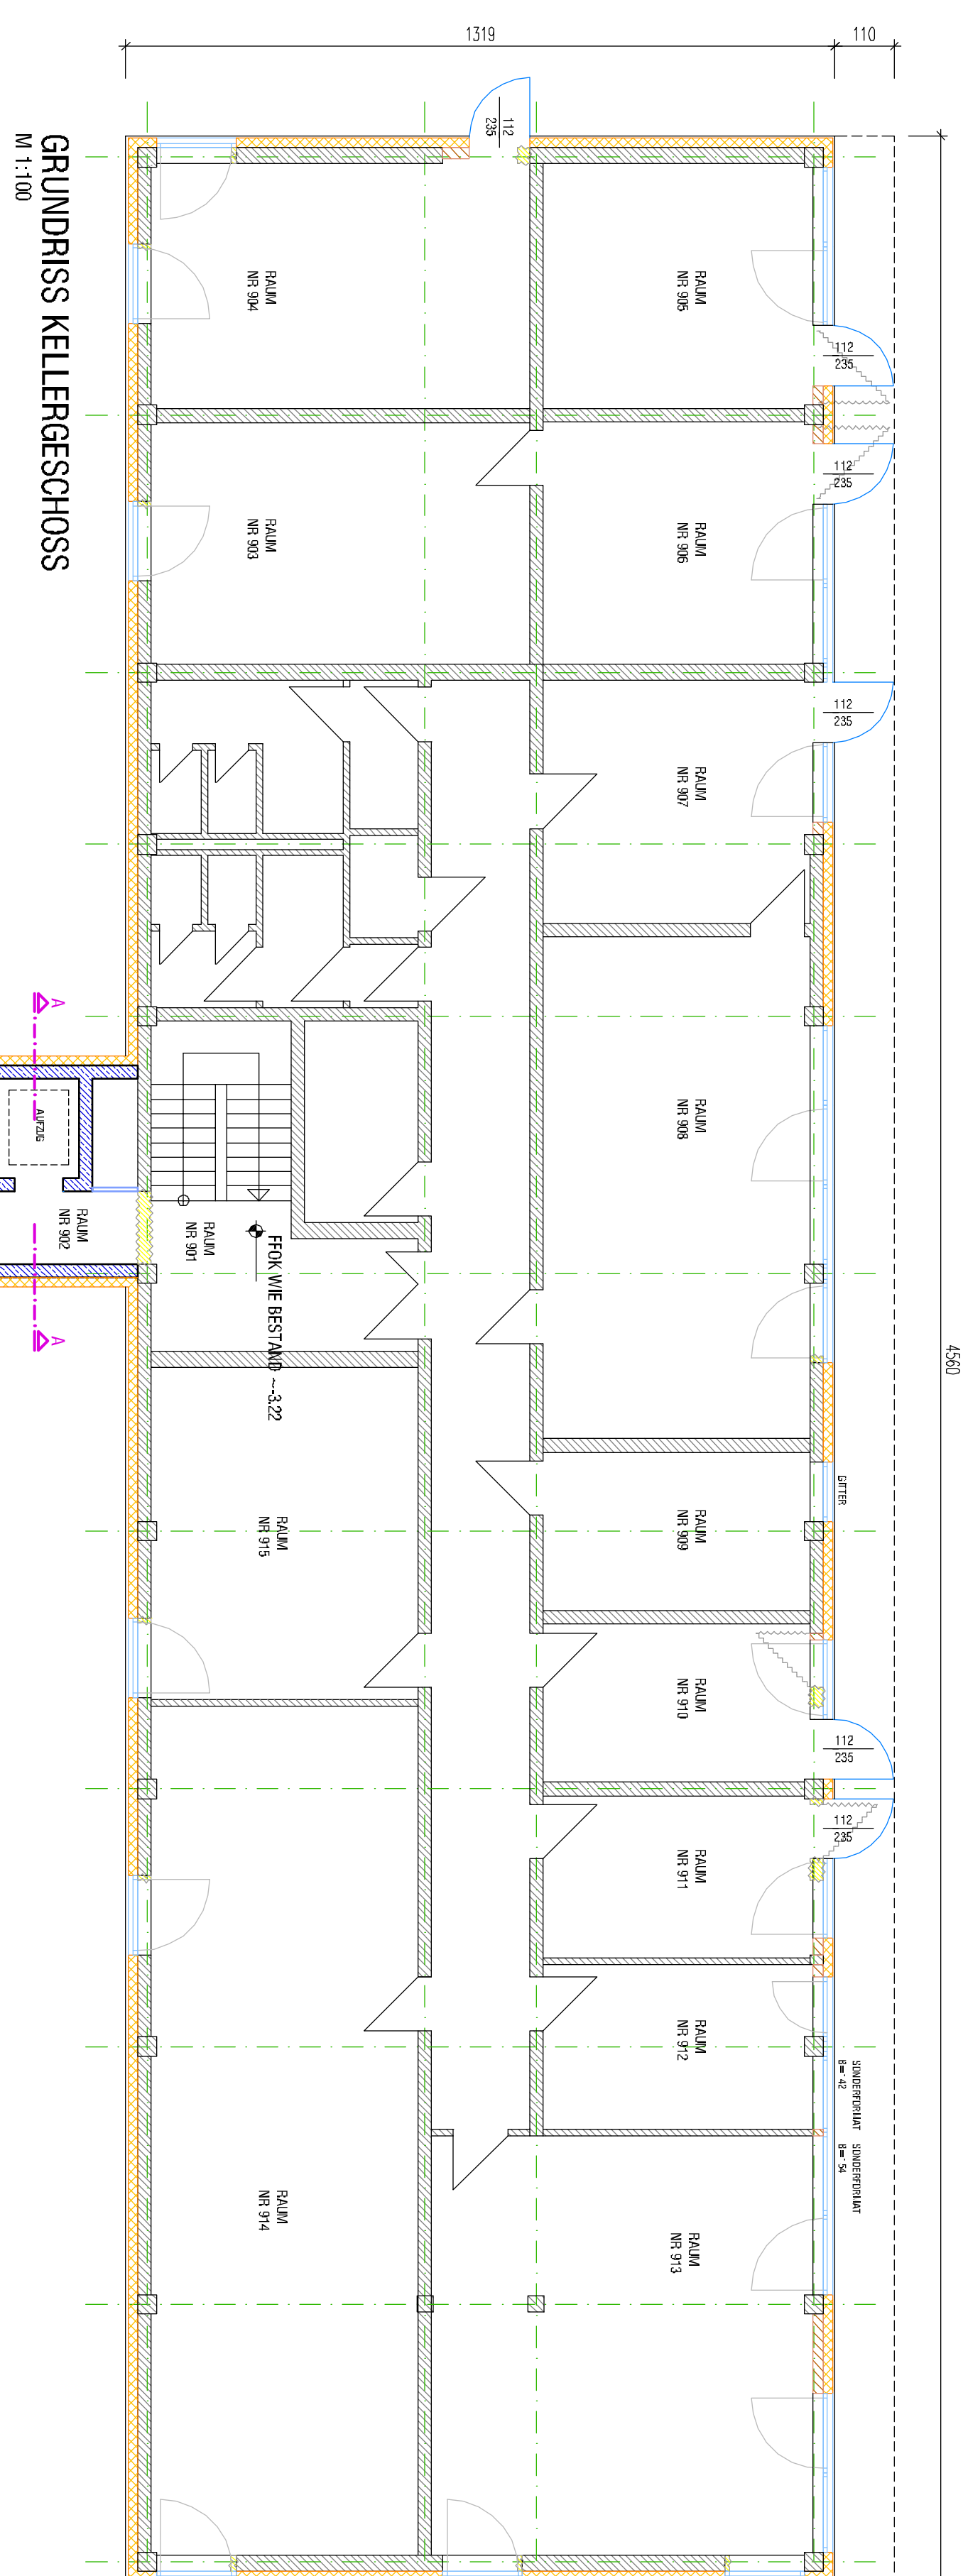 GRUNDRISS KELLERGESCHOSS
M 1:100
1319
110
4560
112
235
RAUM
NR 904
RAUM
NR 905
112
235
112
235
RAUM
NR 903
RAUM
NR 906
112
235
RAUM
NR 907
RAUM
NR 908
A
AUFZUG
RAUM
NR 902
RAUM
NR 901
FFOK WIE BESTAND ~-3.22
A
GITTER
RAUM
NR 909
RAUM
NR 915
RAUM
NR 910
112
235
112
235
RAUM
NR 911
RAUM
NR 912
SONDERFORMAT
SONDERFORMAT
RAUM
NR 914
RAUM
NR 913